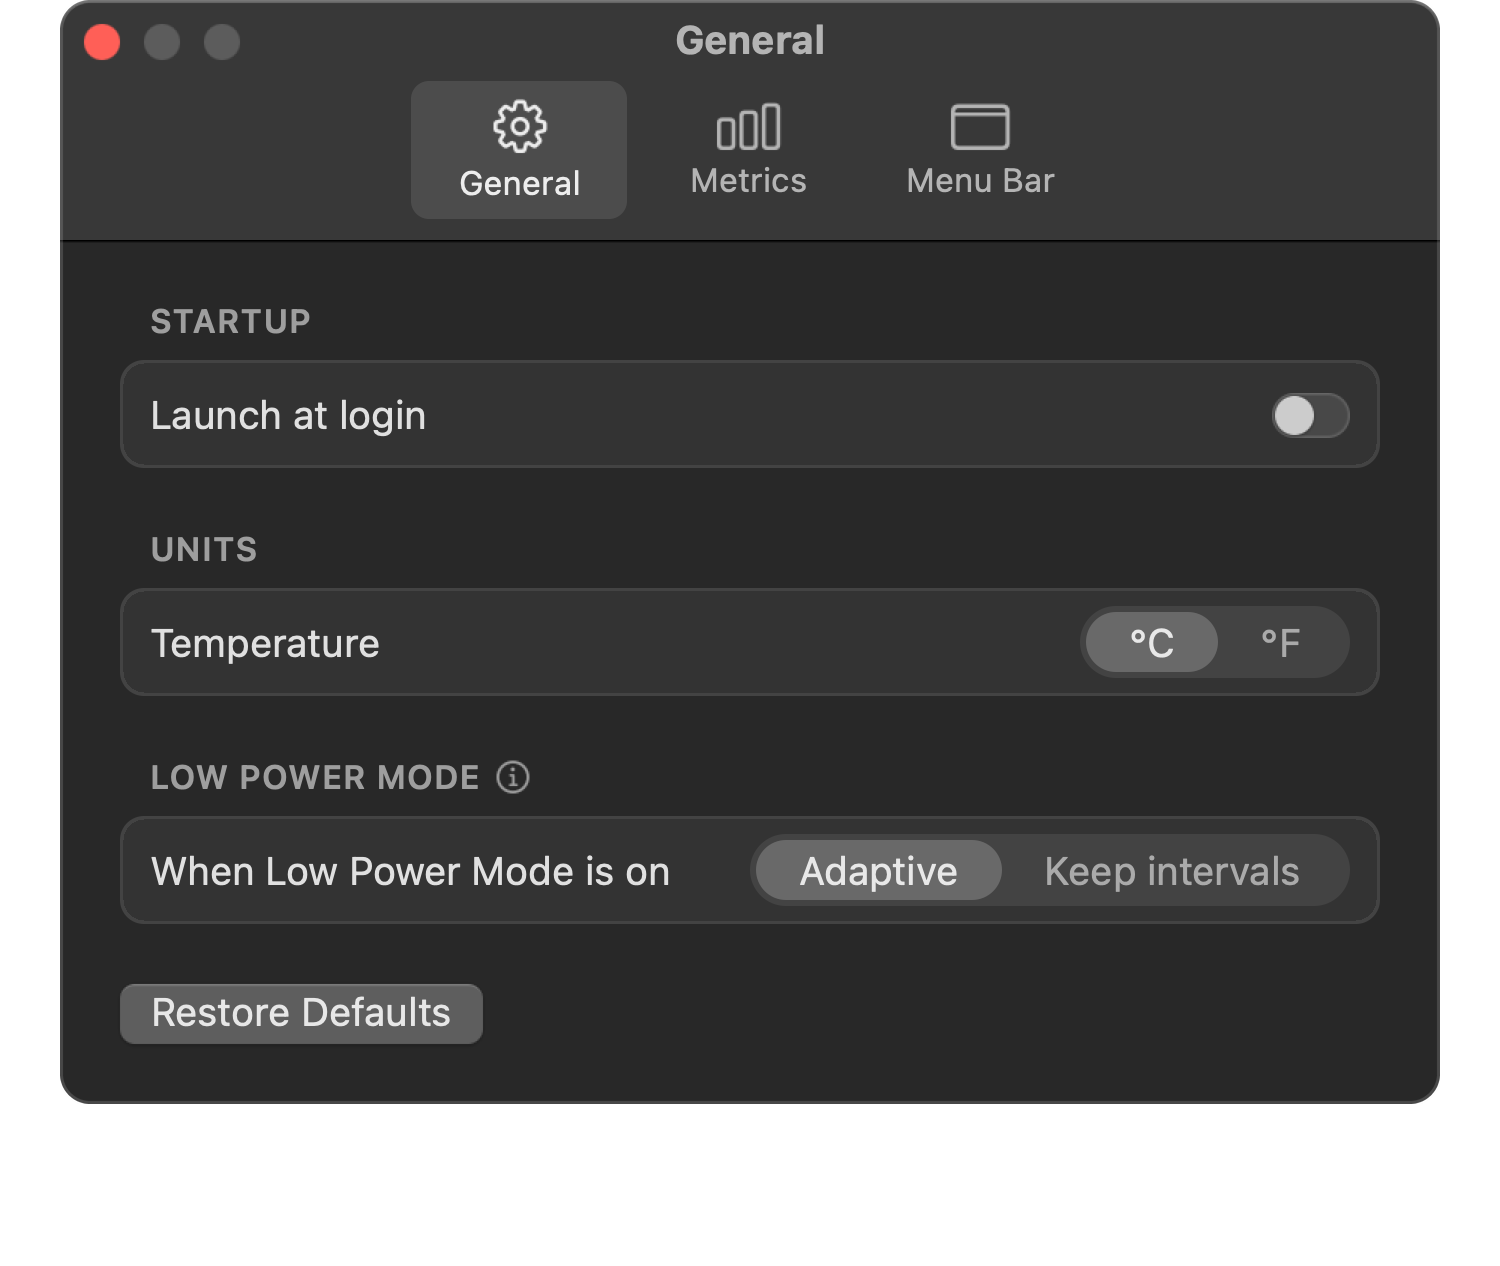 General
General
Metrics
Menu Bar
STARTUP
Launch at login
UNITS
Temperature
°C
°F
LOW POWER MODE
When Low Power Mode is on
Adaptive
Keep intervals
Restore Defaults